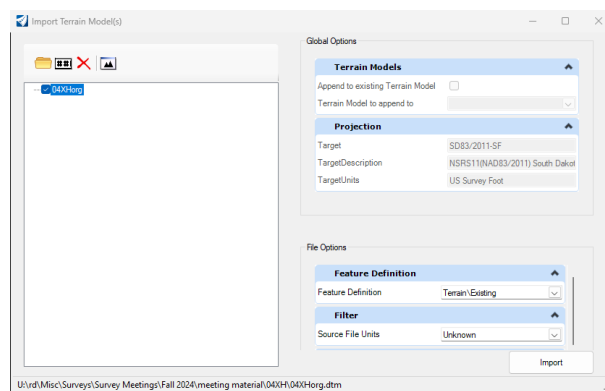 Import Terrain Model(s)
04XHorg
Global Options
Terrain Models
Append to existing Terrain Model
Terrain Model to append to
Projection
Target SD83/2011-SF
TargetDescription NSRS11(NAD83/2011) South Dakol
TargetUnits US Survey Foot
File Options
Feature Definition
Feature Definition Terrain\Existing
Filter
Source File Units Unknown
Import
U:\rd\Misc\Surveys\Survey Meetings\Fall 2024\meeting material\04XH\04XHorg.dtm